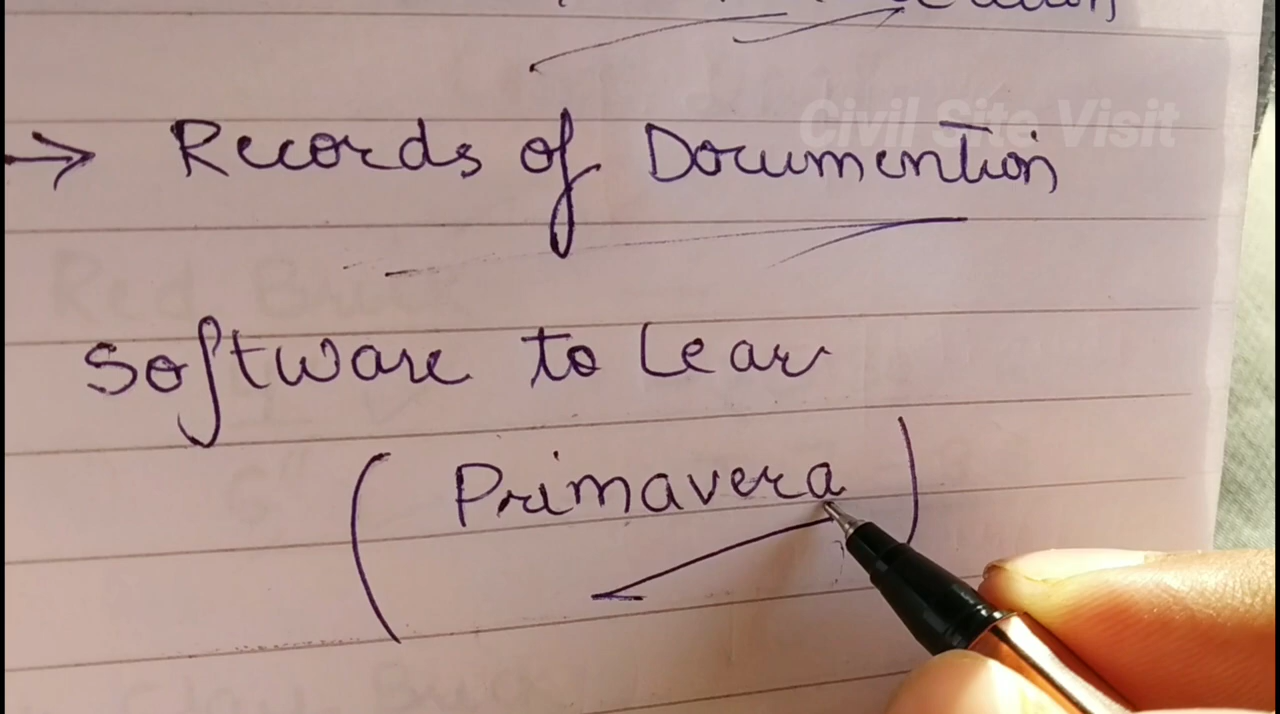 Civil Site Visit
→ Records of Documention
Software to Lear
(Primavera)